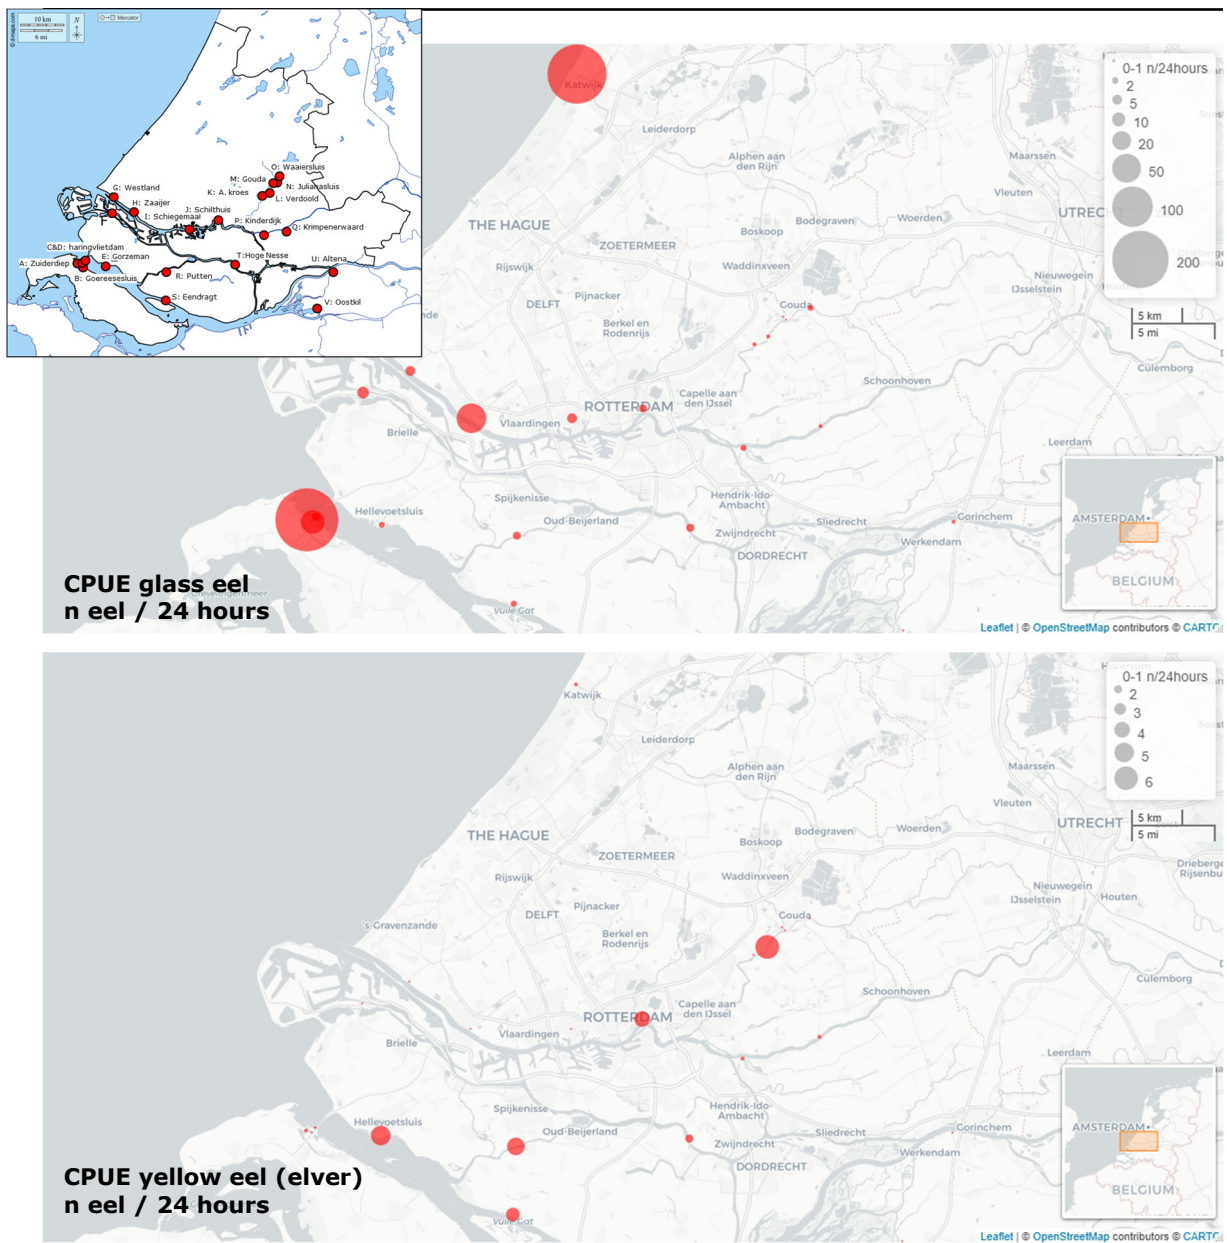 10 km
6 mi
N
Mercator
© d-maps.com
O: Waaiersluis
M: Gouda
N: Julianasluis
K: A. kroes
L: Verdoold
G: Westland
H: Zaaijer
J: Schilthuis
I: Schiegemaal
P: Kinderdijk
F
Q: Krimpenerwaard
C&D: haringvlietdam
E: Gorzeman
A: Zuiderdiep
T:Hoge Nesse
U: Altena
B: Goereesesluis
R: Putten
S: Eendragt
V: Oostkil
Katwijk
Leiderdorp
Alphen aan
den Rijn
Maarssen
Vleuten
THE HAGUE
Bodegraven
Woerden
UTRECHT
Boskoop
ZOETERMEER
Rijswijk
Waddinxveen
Nieuwegein
IJsselstein
Pijnacker
DELFT
Gouda
Berkel en
Rodenrijs
Culemborg
Schoonhoven
Capelle aan
den IJssel
ROTTERDAM
Vlaardingen
Brielle
Leerdam
Spijkenisse
Hendrik-Ido-
Ambacht
Hellevoetsluis
Oud-Beijerland
Zwijndrecht
Sliedrecht
Gorinchem
Werkendam
DORDRECHT
Vuile Gat
0-1 n/24hours
2
5
10
20
50
100
200
5 km
5 mi
AMSTERDAM
BELGIUM
CPUE glass eel
n eel / 24 hours
Leaflet | © OpenStreetMap contributors © CARTO
Katwijk
Leiderdorp
Alphen aan
den Rijn
Maarssen
Vleuten
THE HAGUE
Bodegraven
Woerden
UTRECHT
Boskoop
ZOETERMEER
Rijswijk
Waddinxveen
Nieuwegein
IJsselstein
Houten
Pijnacker
DELFT
Gouda
's-Gravenzande
Berkel en
Rodenrijs
Culemborg
Schoonhoven
Capelle aan
den IJssel
ROTTERDAM
Vlaardingen
Brielle
Leerdam
Spijkenisse
Hendrik-Ido-
Ambacht
Hellevoetsluis
Oud-Beijerland
Zwijndrecht
Sliedrecht
Gorinchem
Werkendam
DORDRECHT
Vuile Gat
0-1 n/24hours
2
3
4
5
6
5 km
5 mi
AMSTERDAM
BELGIUM
CPUE yellow eel (elver)
n eel / 24 hours
Leaflet | © OpenStreetMap contributors © CARTO